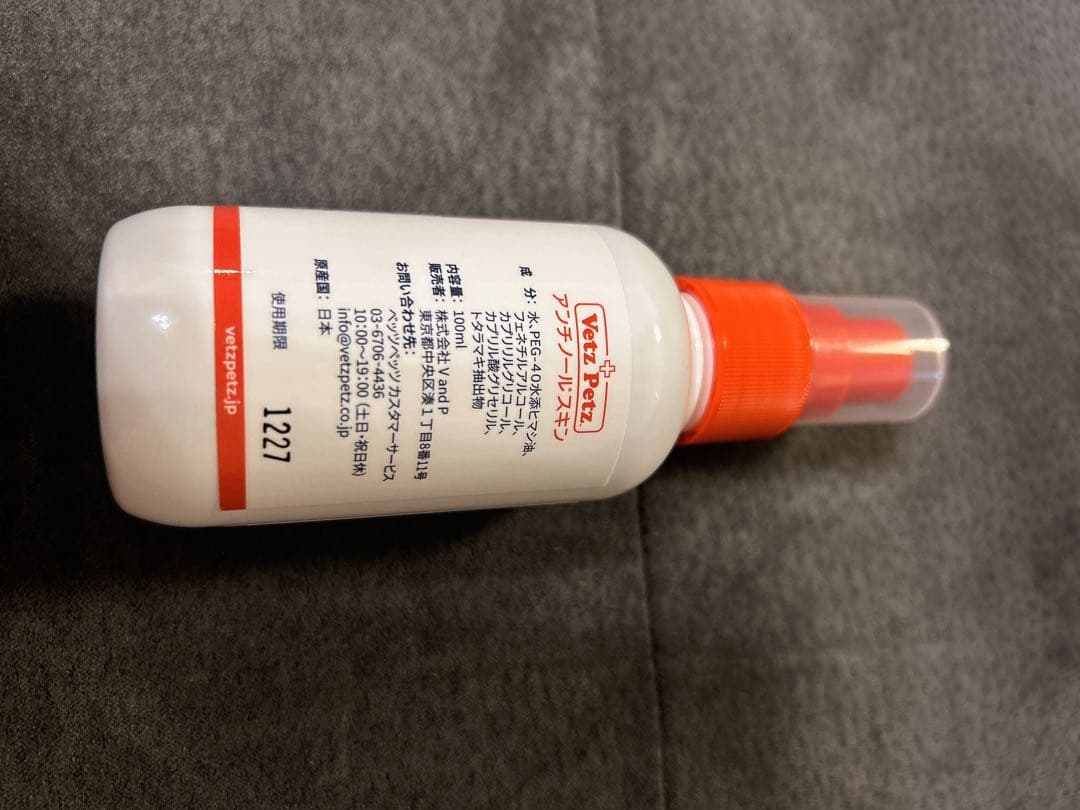 Vetz Petz
アンチノール スキン
成 分: 水、PEG-40水添ヒマシ油、
フェネチルアルコール、
カプリリルグリコール、
カプリル酸グリセリル、
トタラマキ抽出物
内容量: 100ml
販売者: 株式会社V and P
東京都中央区湊1丁目8番11号
お問い合わせ先:
ベッツペッツ カスタマーサービス
03-6706-4436
10:00〜19:00 (土日・祝日休)
info@vetzpetz.co.jp
原産国: 日本
使用期限 1227
vetzpetz.jp